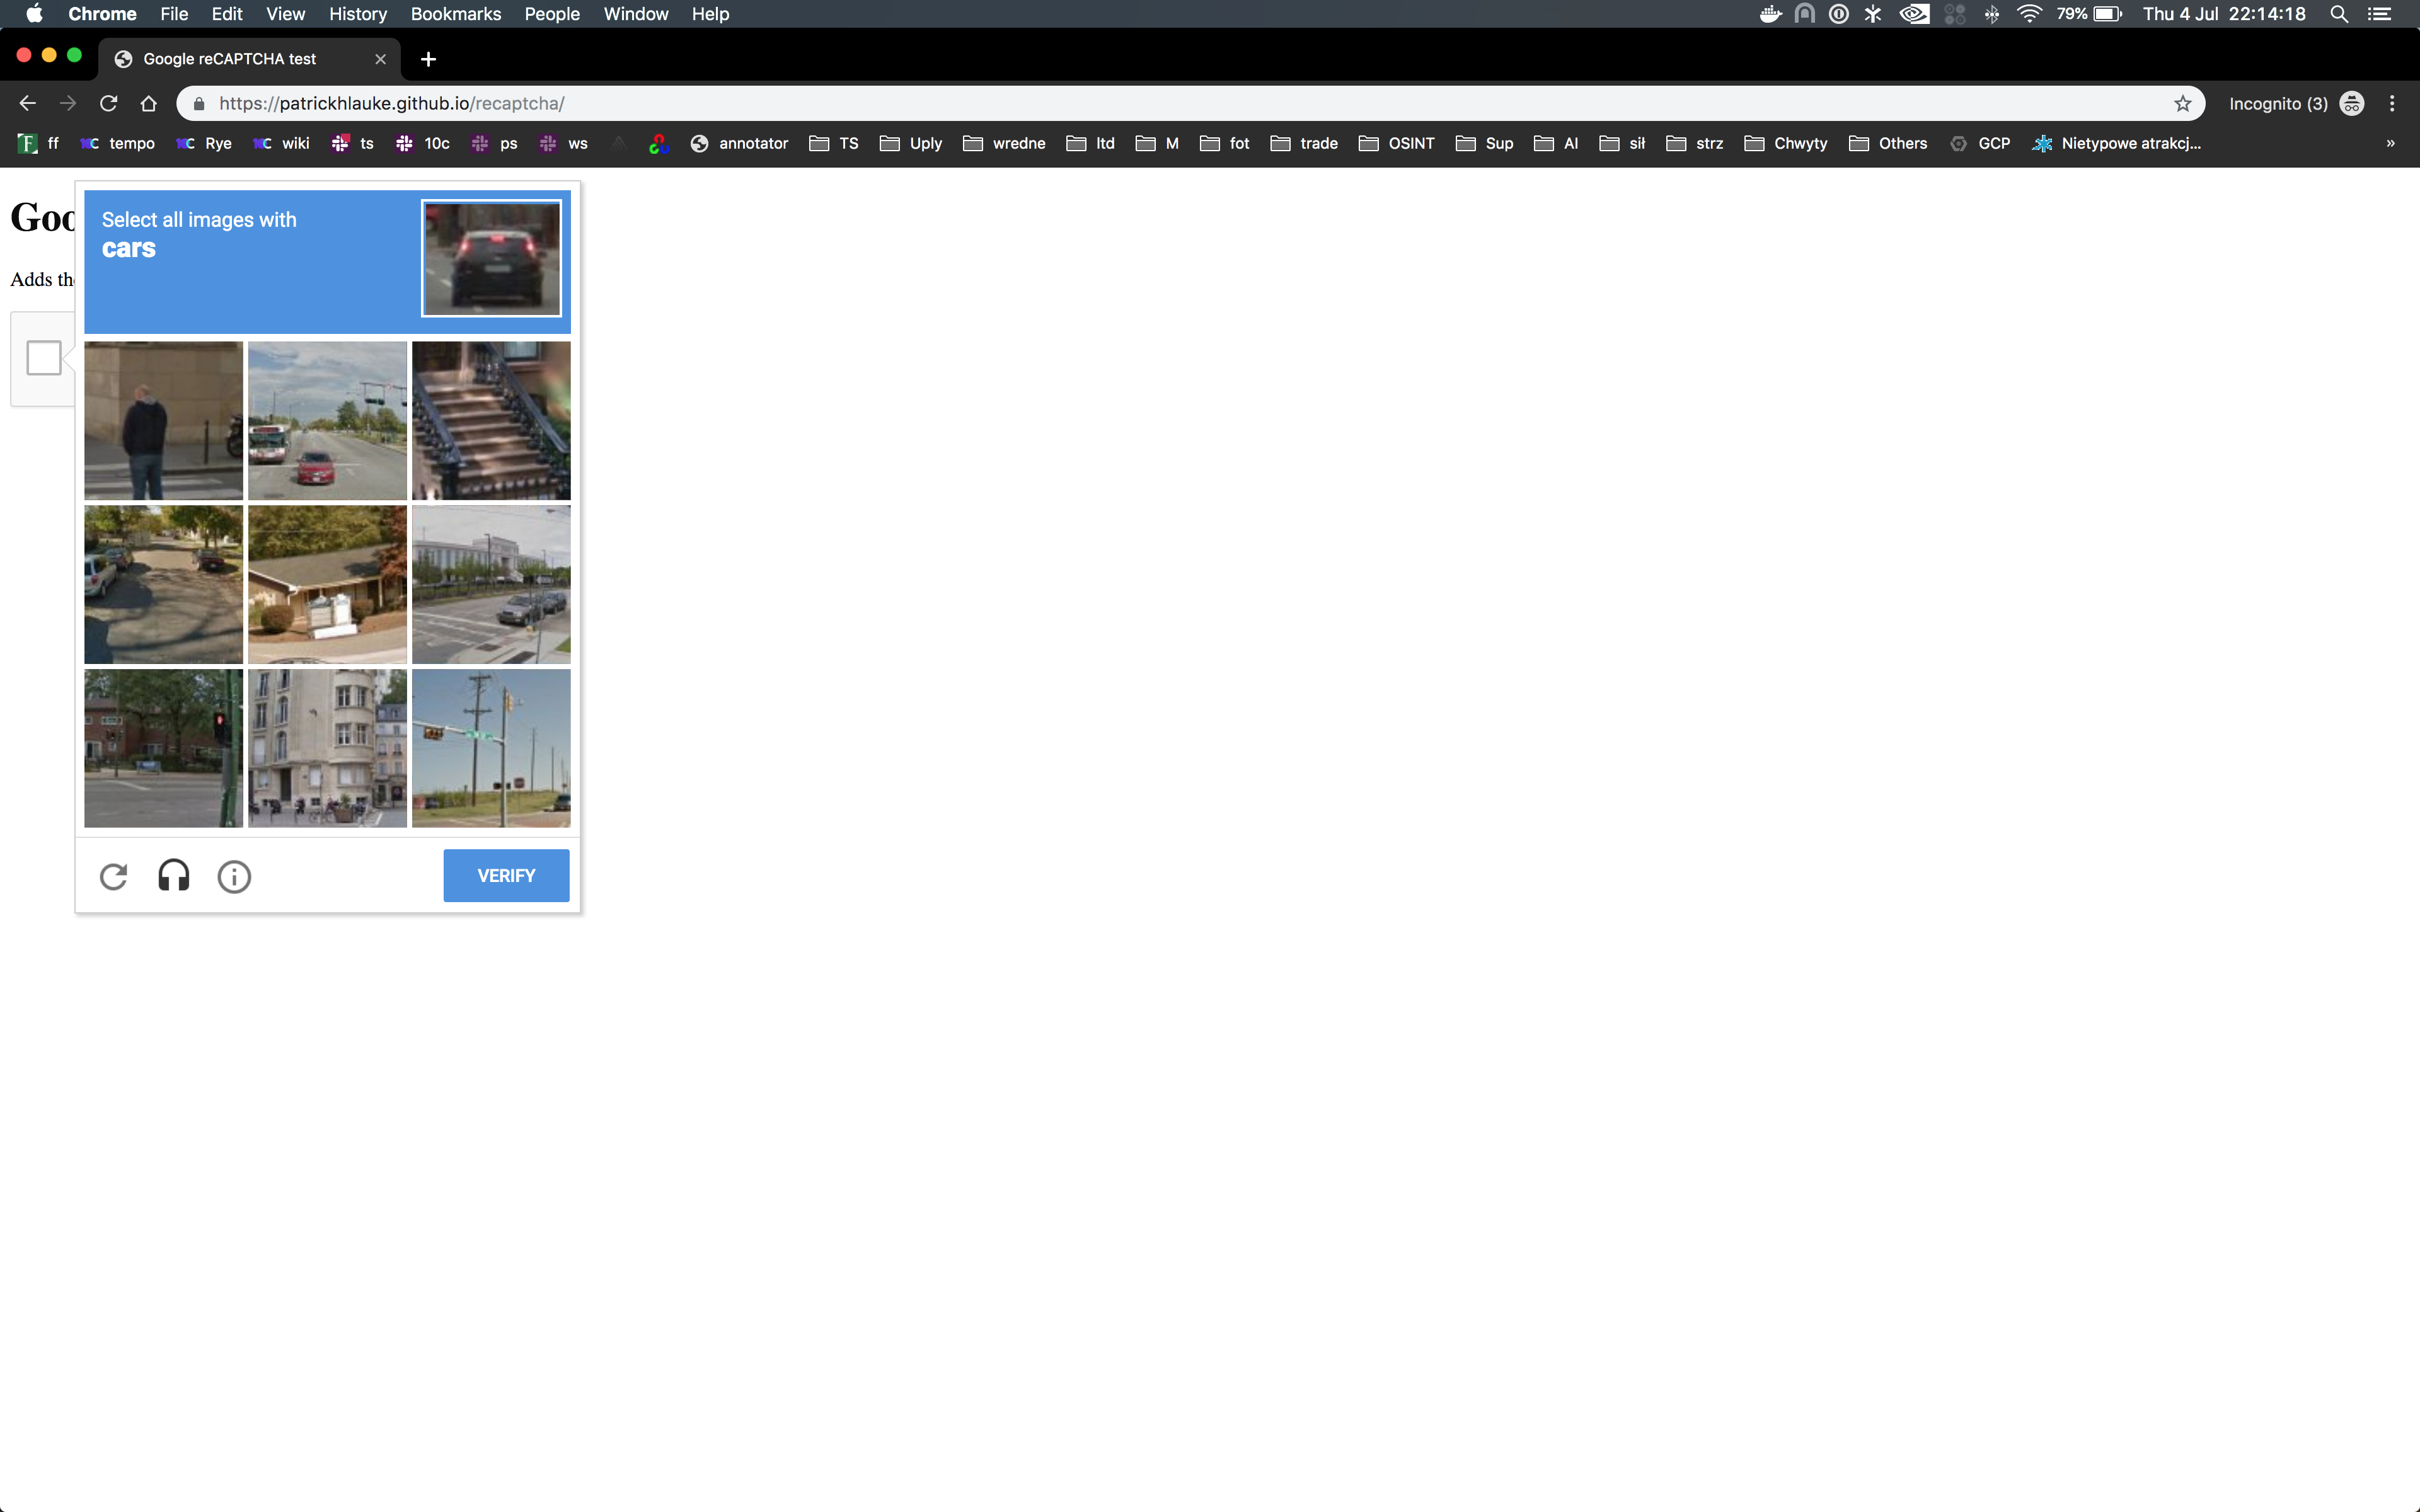 Chrome File Edit View History Bookmarks People Window Help 79% Thu 4 Jul 22:14:18
Google reCAPTCHA test
https://patrickhlauke.github.io/recaptcha/ Incognito (3)
ff tempo Rye wiki ts 10c ps ws annotator TS Uply wredne ltd M fot trade OSINT Sup AI sił strz Chwyty Others GCP Nietypowe atrakcj... »
Goo
Select all images with
cars
Adds the
VERIFY